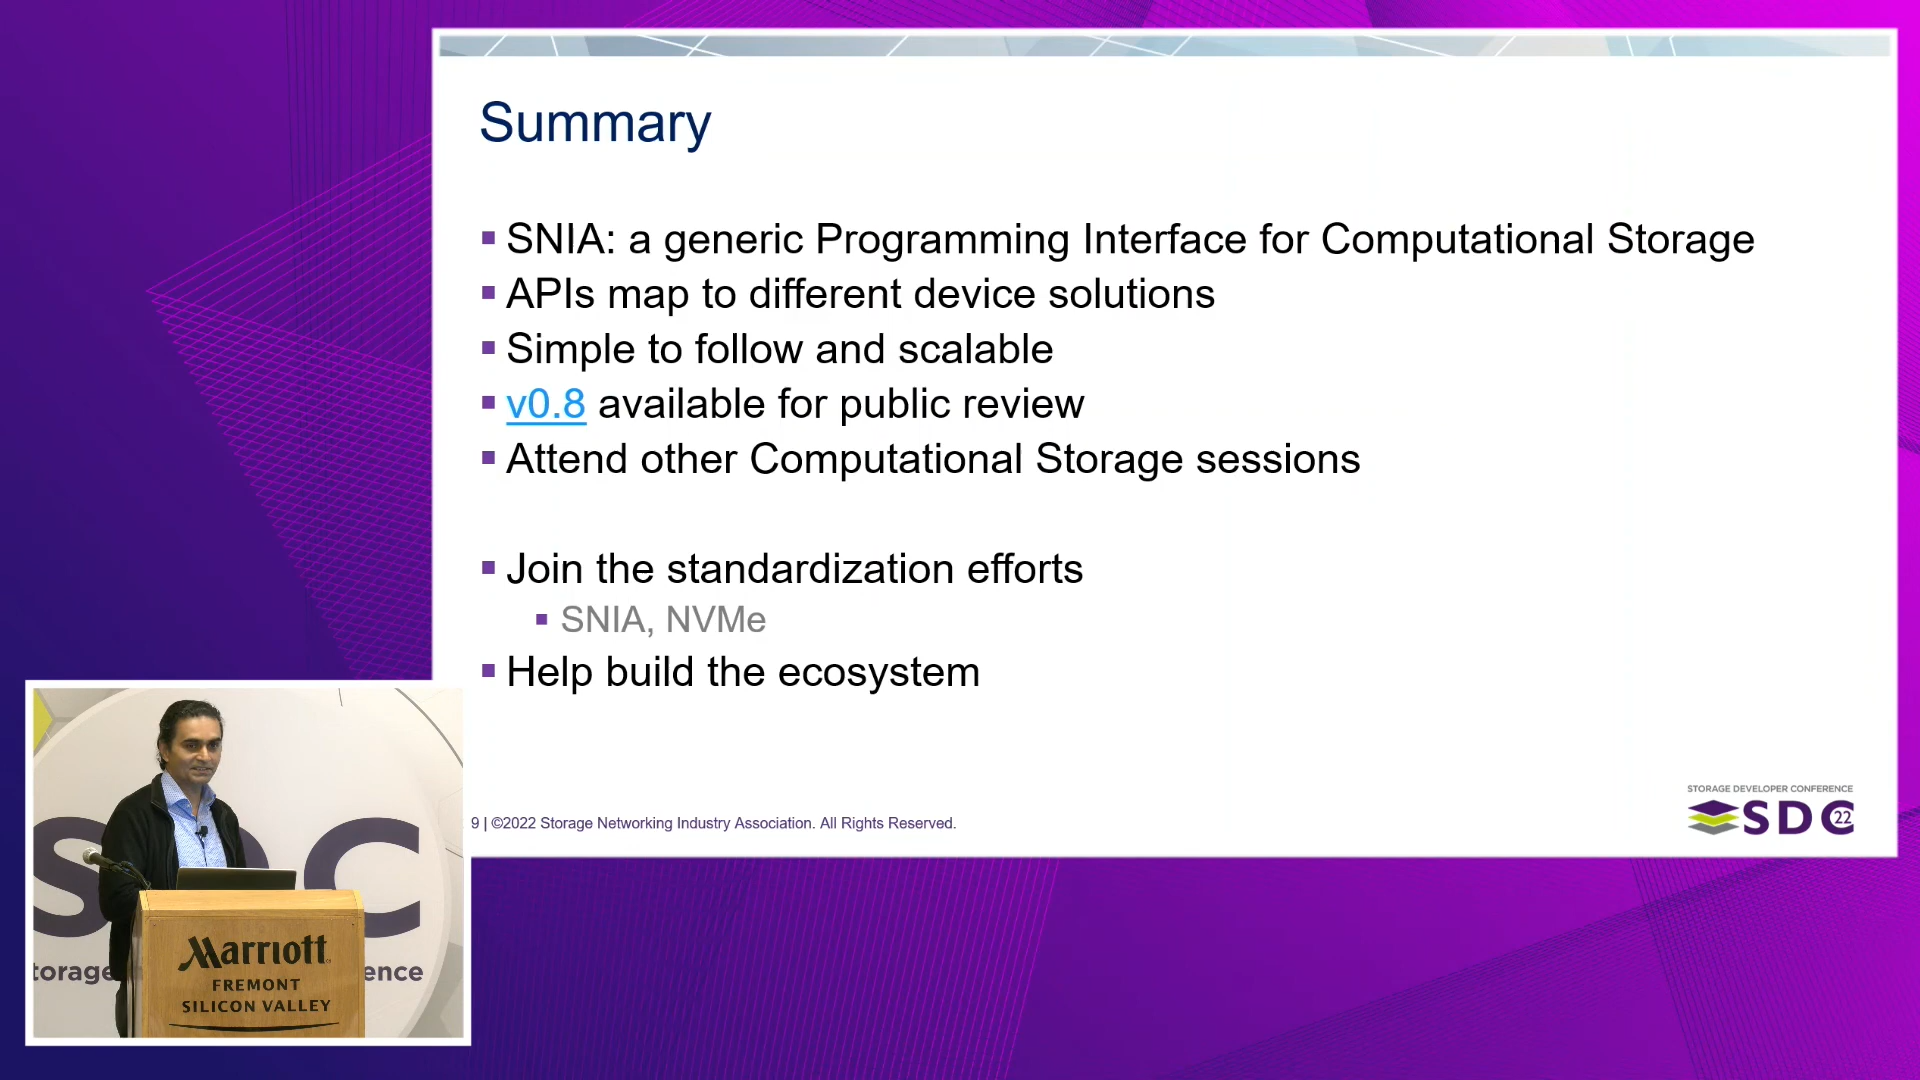 Summary
SNIA: a generic Programming Interface for Computational Storage
APIs map to different device solutions
Simple to follow and scalable
v0.8 available for public review
Attend other Computational Storage sessions
Join the standardization efforts
SNIA, NVMe
Help build the ecosystem
9 | ©2022 Storage Networking Industry Association. All Rights Reserved.
STORAGE DEVELOPER CONFERENCE
SDC 22
SDC
torage ence
Marriott
FREMONT
SILICON VALLEY